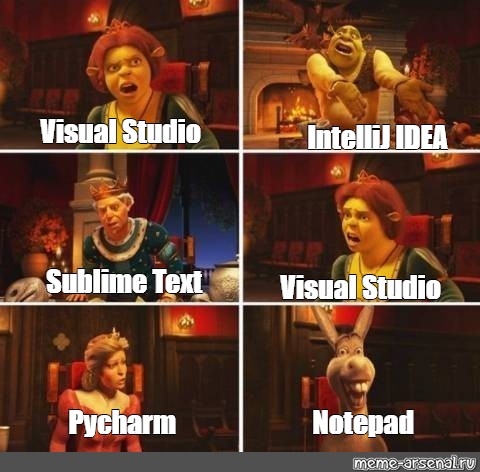 Visual Studio
IntelliJ IDEA
Sublime Text
Visual Studio
Pycharm
Notepad
meme-arsenal.ru